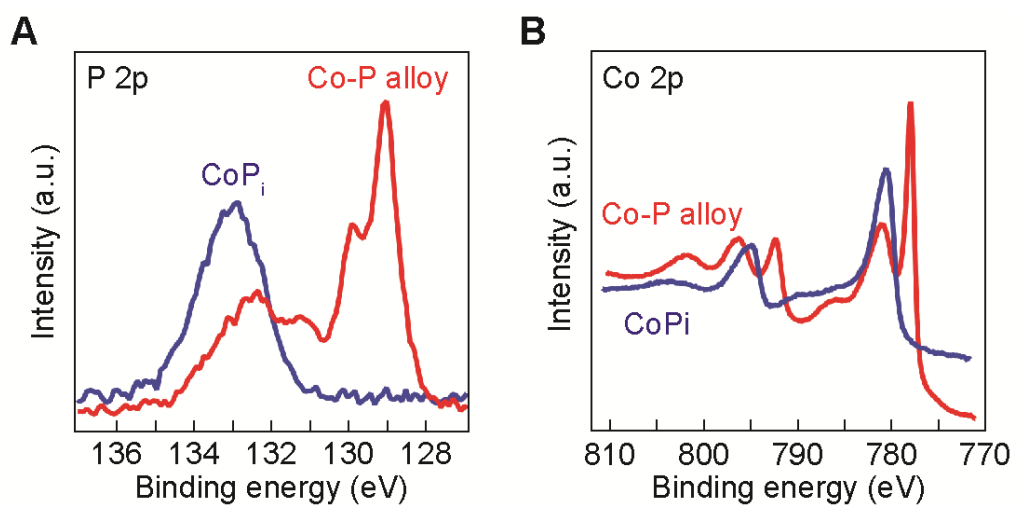 A
P 2p
Co-P alloy
CoPi
Intensity (a.u.)
136 134 132 129 128
Binding energy (eV)
B
Co 2p
Co-P alloy
CoPi
Intensity (a.u.)
810 800 790 780 770
Binding energy (eV)